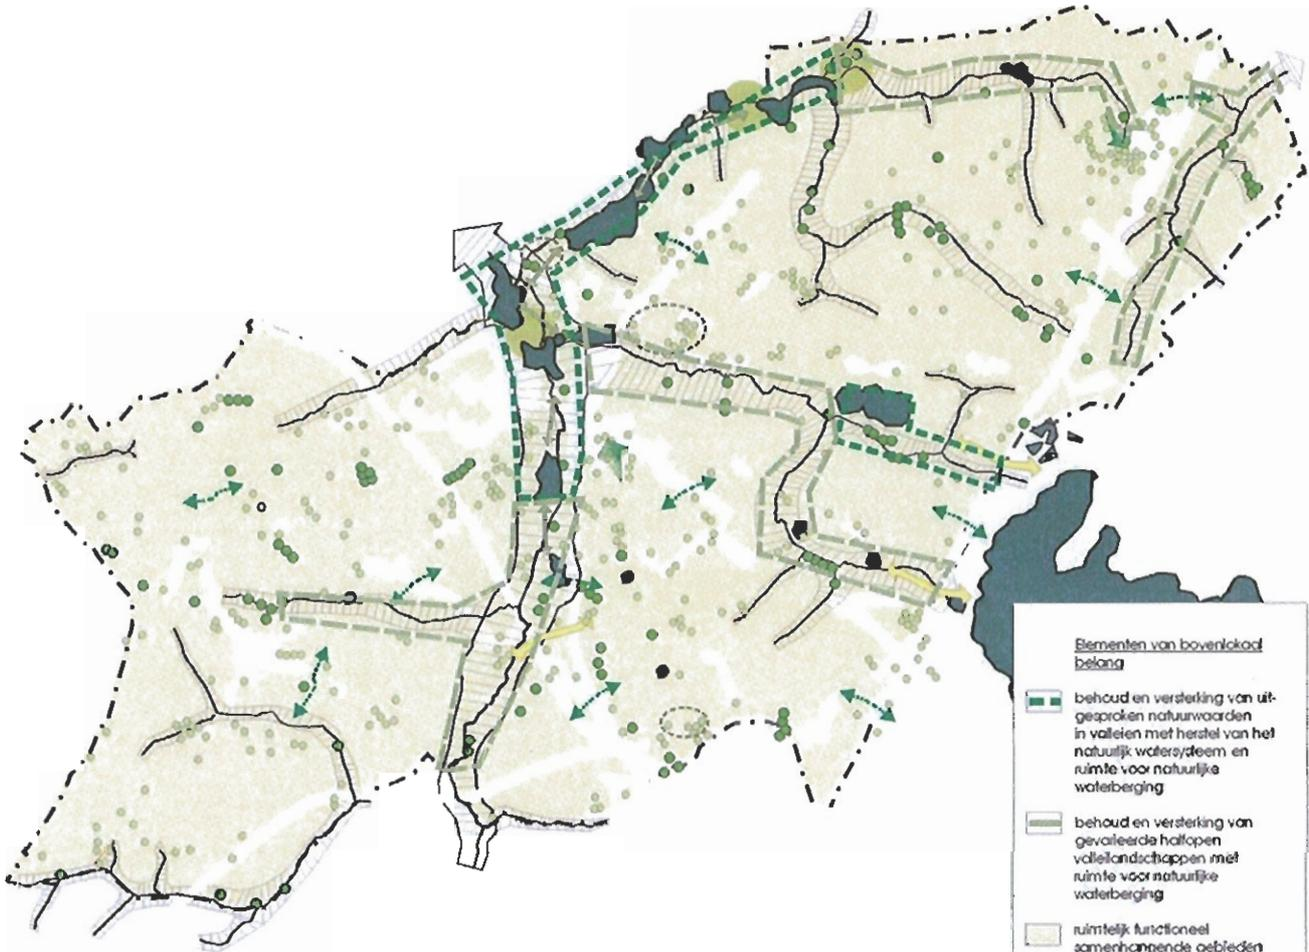 Elementen van bovenlokaal
belang
behoud en versterking van uit-
gesproken natuurwaarden
in valleien met herstel van het
natuurlijk watersysteem en
ruimte voor natuurlijke
waterberging
behoud en versterking van
gevarieerde halfopen
valleilandschappen met
ruimte voor natuurlijke
waterberging
ruimtelijk functioneel
samenhangende gebieden